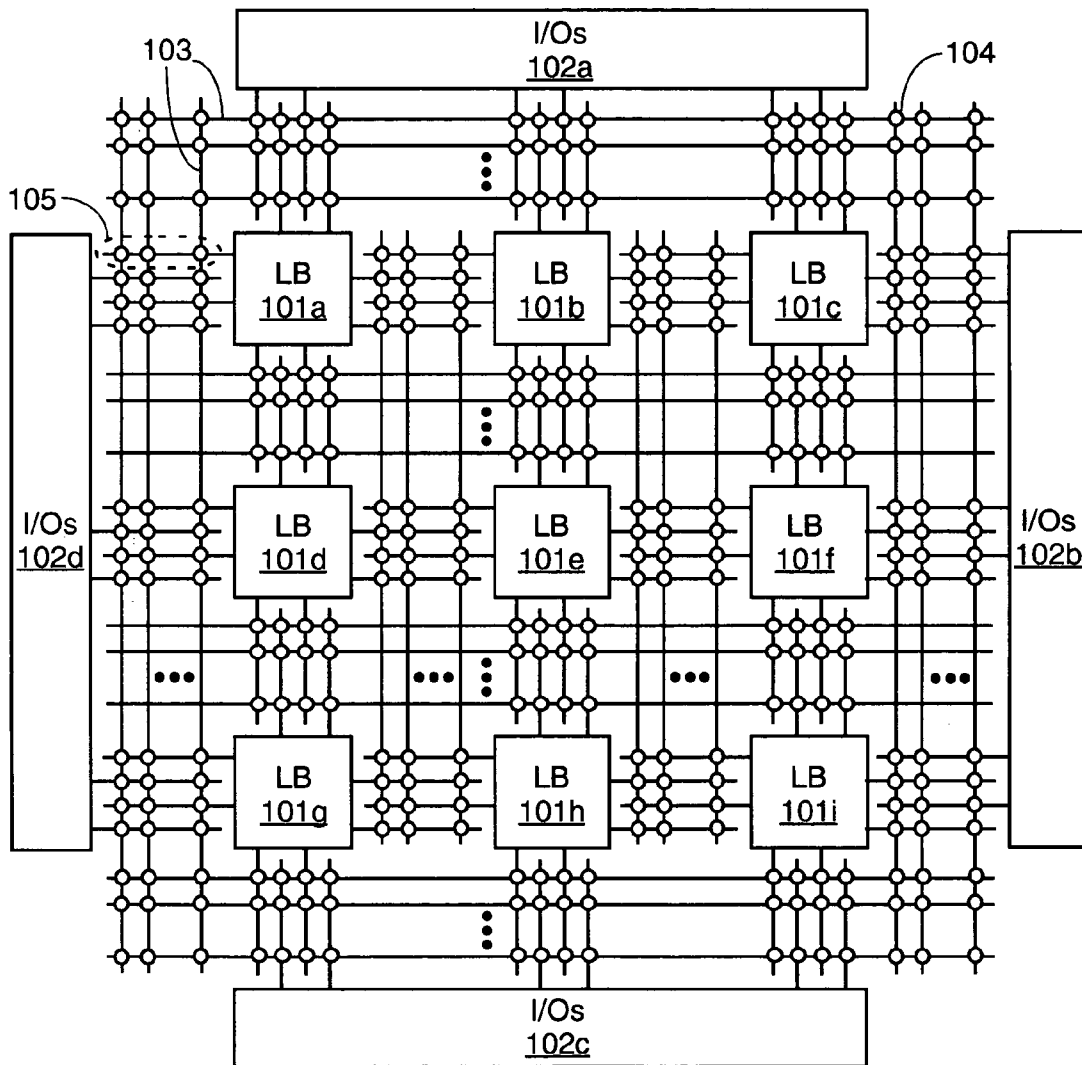 I/Os
102a
103
104
105
LB
101a
LB
101b
LB
101c
I/Os
102d
LB
101d
LB
101e
LB
101f
I/Os
102b
LB
101g
LB
101h
LB
101i
I/Os
102c